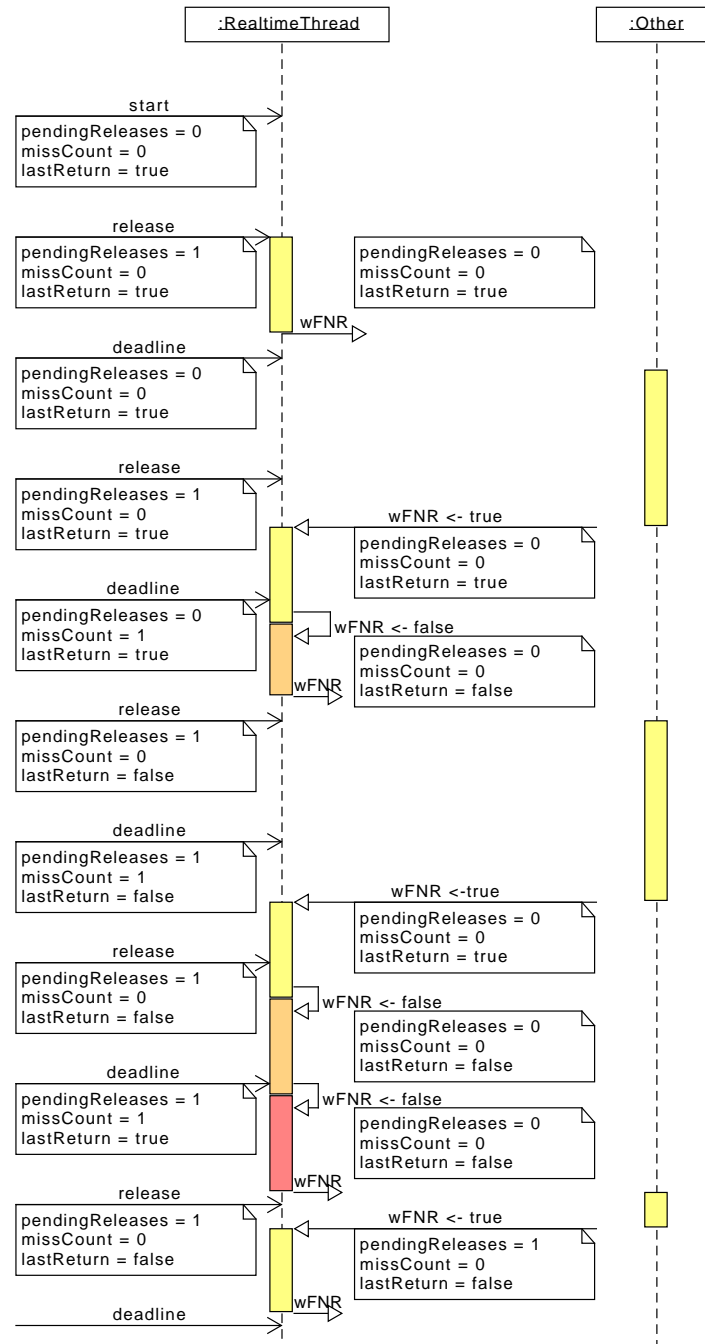 :RealtimeThread
:Other
start
pendingReleases = 0
missCount = 0
lastReturn = true
release
pendingReleases = 1
missCount = 0
lastReturn = true
pendingReleases = 0
missCount = 0
lastReturn = true
wFNR
deadline
pendingReleases = 0
missCount = 0
lastReturn = true
release
pendingReleases = 1
missCount = 0
lastReturn = true
wFNR <- true
pendingReleases = 0
missCount = 0
lastReturn = true
deadline
pendingReleases = 0
missCount = 1
lastReturn = true
wFNR <- false
pendingReleases = 0
missCount = 0
lastReturn = false
wFNR
release
pendingReleases = 1
missCount = 0
lastReturn = false
deadline
pendingReleases = 1
missCount = 1
lastReturn = false
wFNR <-true
pendingReleases = 0
missCount = 0
lastReturn = true
release
pendingReleases = 1
missCount = 0
lastReturn = false
wFNR <- false
pendingReleases = 0
missCount = 0
lastReturn = false
deadline
pendingReleases = 1
missCount = 1
lastReturn = true
wFNR <- false
pendingReleases = 0
missCount = 0
lastReturn = false
wFNR
release
pendingReleases = 1
missCount = 0
lastReturn = false
wFNR <- true
pendingReleases = 1
missCount = 0
lastReturn = false
wFNR
deadline